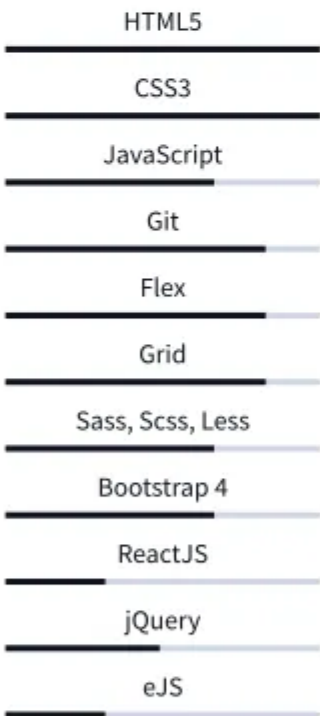 HTML5
CSS3
JavaScript
Git
Flex
Grid
Sass, Scss, Less
Bootstrap 4
ReactJS
jQuery
eJS